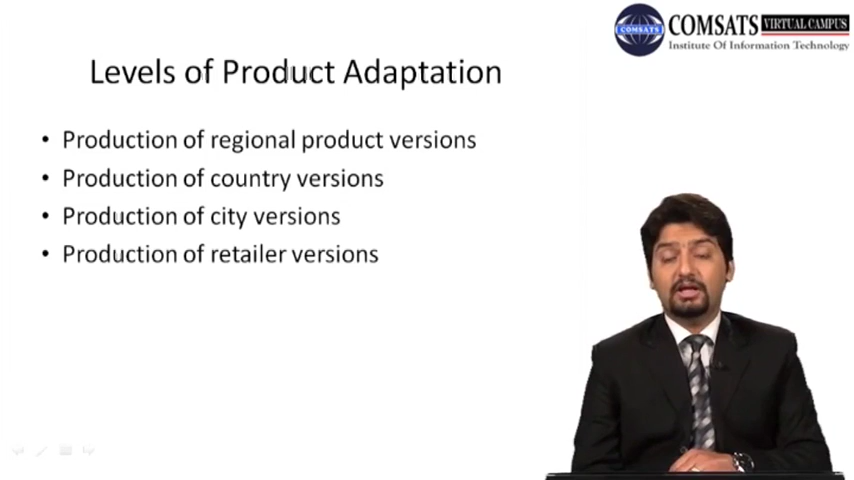 COMSATS VIRTUAL CAMPUS
Institute Of Information Technology
COMSATS
Levels of Product Adaptation
• Production of regional product versions
• Production of country versions
• Production of city versions
• Production of retailer versions